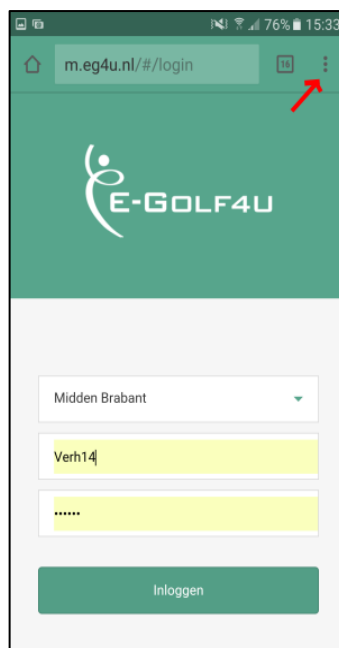 76% 15:33
m.eg4u.nl/#/login 16
E-GOLF4U
Midden Brabant
Verh14
••••••
Inloggen